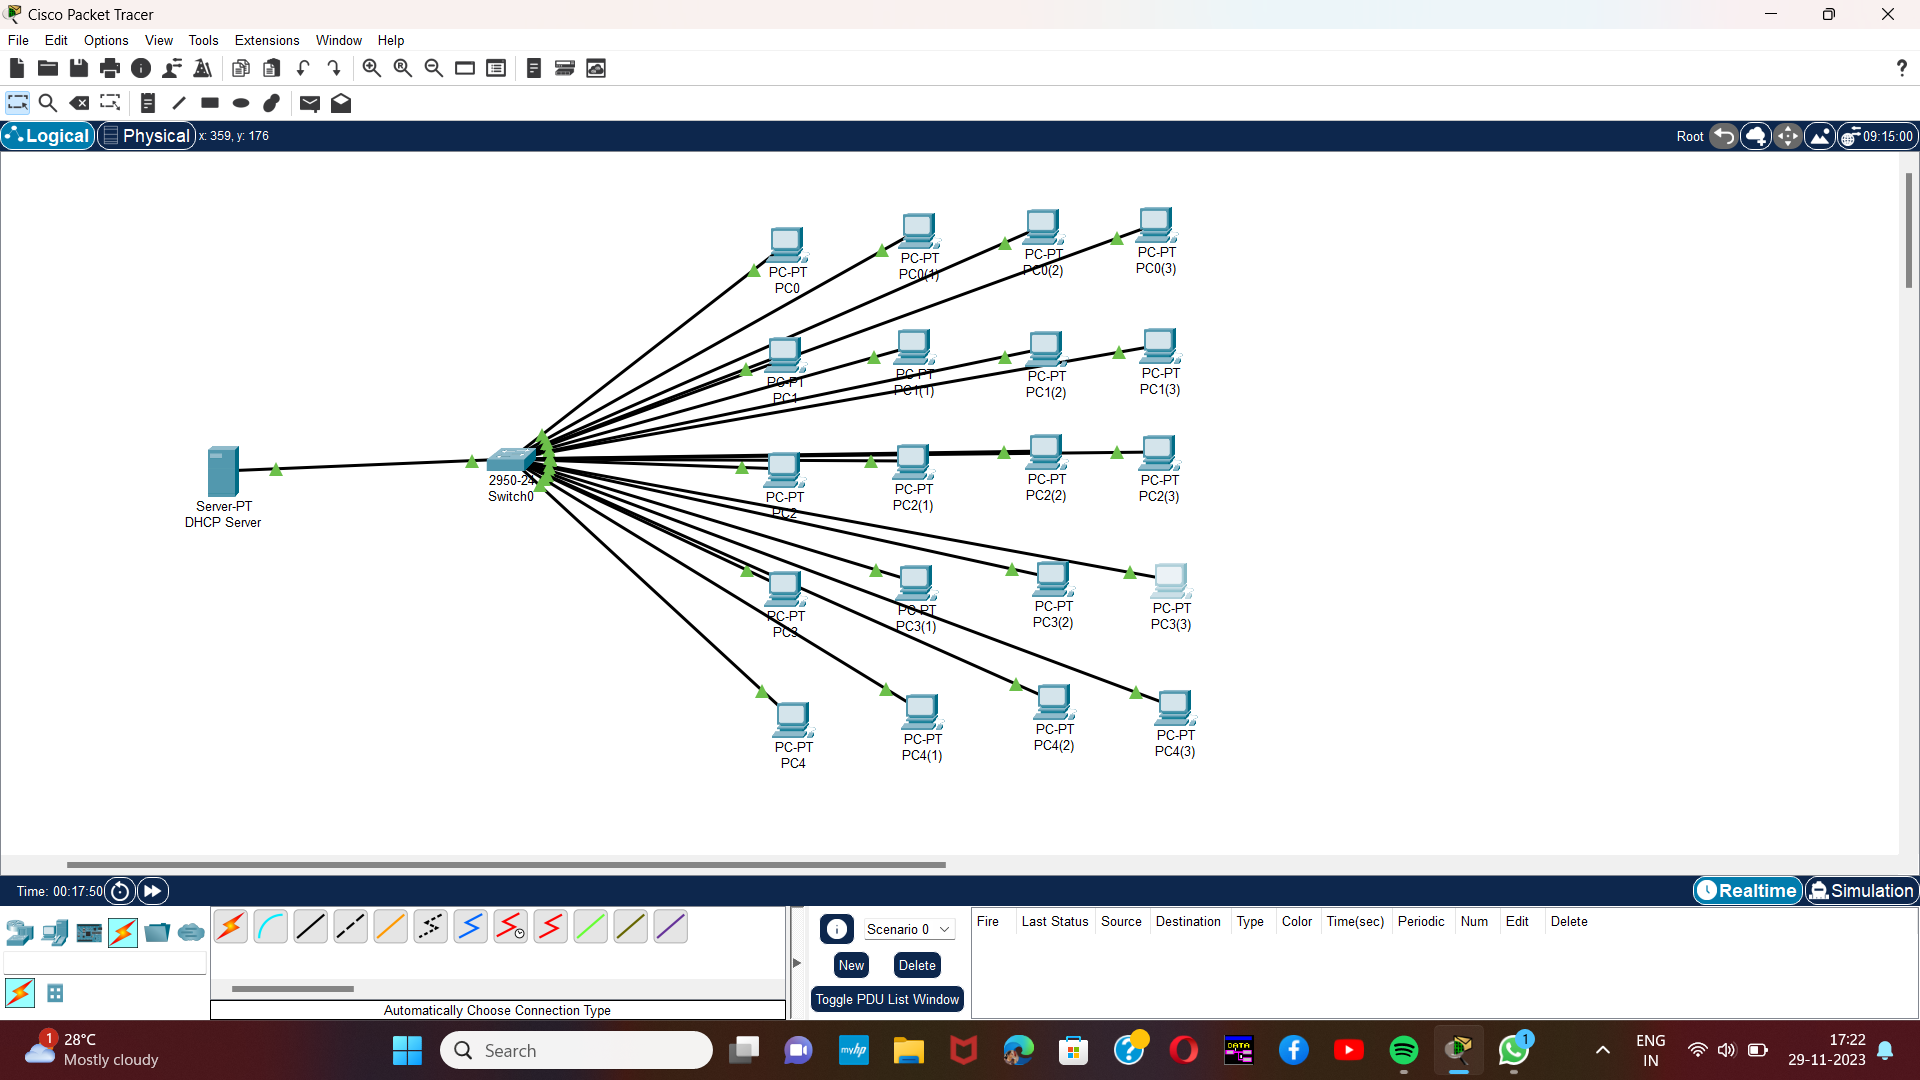 Cisco Packet Tracer
File Edit Options View Tools Extensions Window Help
?
Logical Physical x: 359, y: 176 Root 09:15:00
PC-PT
PC0
PC-PT
PC0(1)
PC-PT
PC0(2)
PC-PT
PC0(3)
PC-PT
PC1
PC-PT
PC1(1)
PC-PT
PC1(2)
PC-PT
PC1(3)
Server-PT
DHCP Server
2950-24
Switch0
PC-PT
PC2
PC-PT
PC2(1)
PC-PT
PC2(2)
PC-PT
PC2(3)
PC-PT
PC3
PC-PT
PC3(1)
PC-PT
PC3(2)
PC-PT
PC3(3)
PC-PT
PC4
PC-PT
PC4(1)
PC-PT
PC4(2)
PC-PT
PC4(3)
Time: 00:17:50 Realtime Simulation
Scenario 0
New Delete
Toggle PDU List Window
Fire Last Status Source Destination Type Color Time(sec) Periodic Num Edit Delete
Automatically Choose Connection Type
1
28°C
Mostly cloudy
Search
myhp
DATA
1
ENG
IN
17:22
29-11-2023